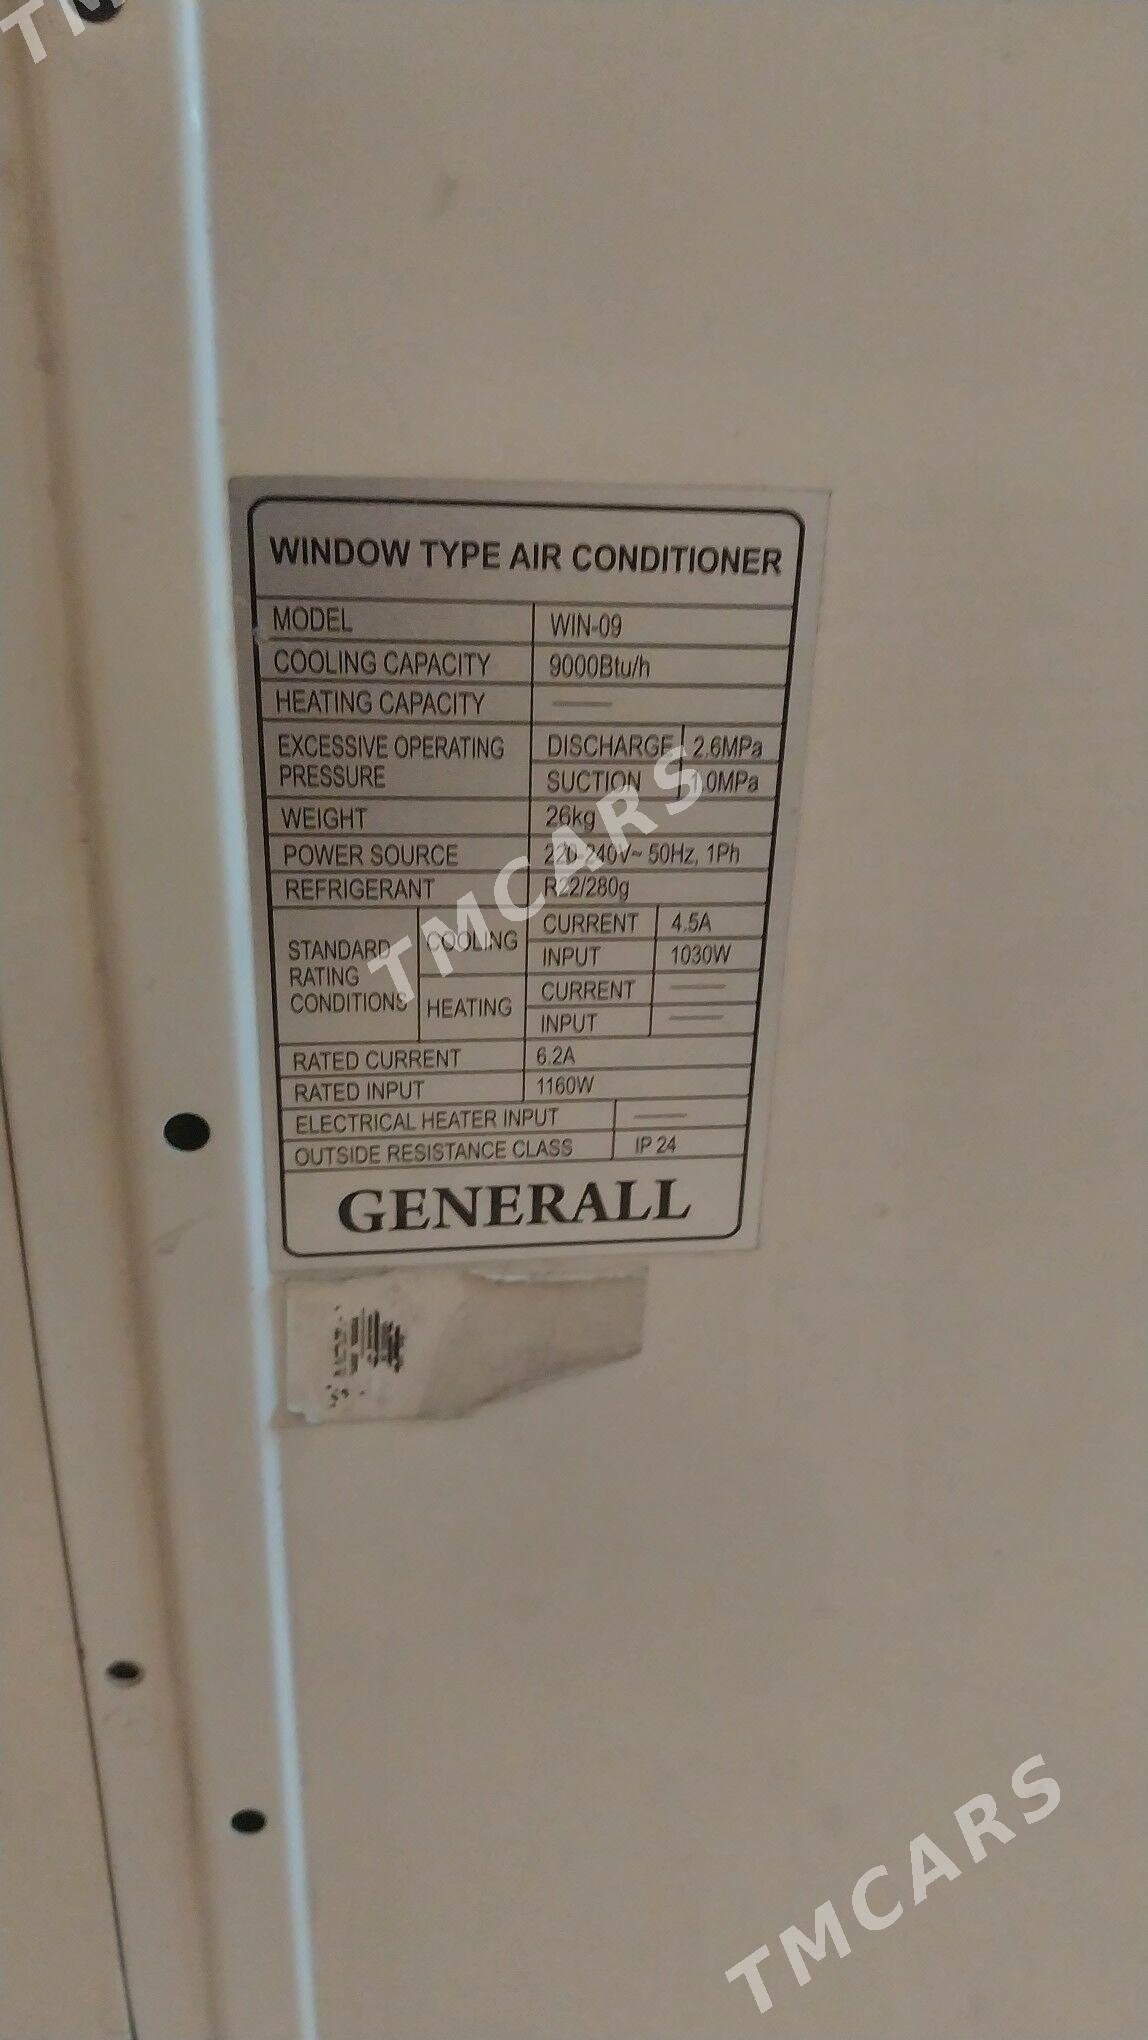 WINDOW TYPE AIR CONDITIONER
MODEL WIN-09
COOLING CAPACITY 9000Btu/h
HEATING CAPACITY ——
EXCESSIVE OPERATING PRESSURE DISCHARGE 2.6MPa
SUCTION 1.0MPa
WEIGHT 26kg
POWER SOURCE 220-240V~ 50Hz, 1Ph
REFRIGERANT R22/280g
STANDARD RATING CONDITIONS COOLING CURRENT 4.5A
INPUT 1030W
HEATING CURRENT ——
INPUT ——
RATED CURRENT 6.2A
RATED INPUT 1160W
ELECTRICAL HEATER INPUT ——
OUTSIDE RESISTANCE CLASS IP 24
GENERALL
TMCARS
TMCARS